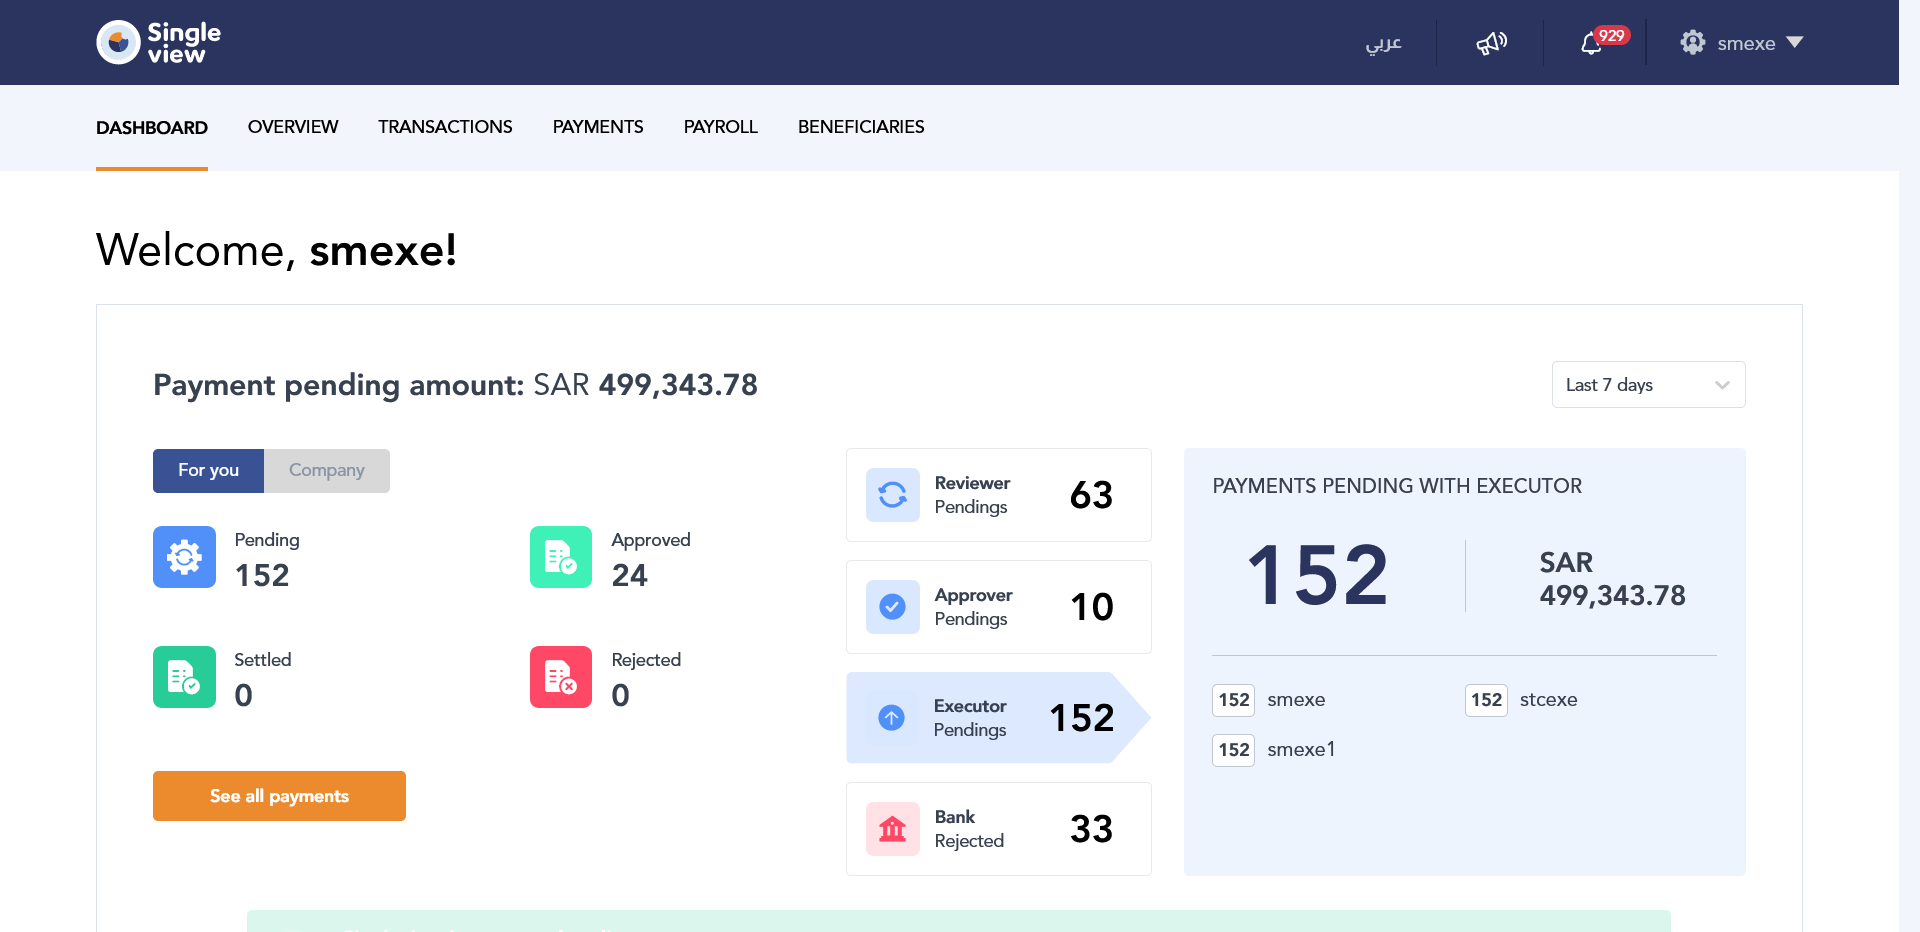 Single
view
عربي
929
smexe
DASHBOARD
OVERVIEW
TRANSACTIONS
PAYMENTS
PAYROLL
BENEFICIARIES
Welcome, smexe!
Payment pending amount: SAR 499,343.78
Last 7 days
For you
Company
Pending
152
Approved
24
Settled
0
Rejected
0
See all payments
Reviewer
Pendings
63
Approver
Pendings
10
Executor
Pendings
152
Bank
Rejected
33
PAYMENTS PENDING WITH EXECUTOR
152
SAR
499,343.78
152 smexe
152 stcexe
152 smexe1